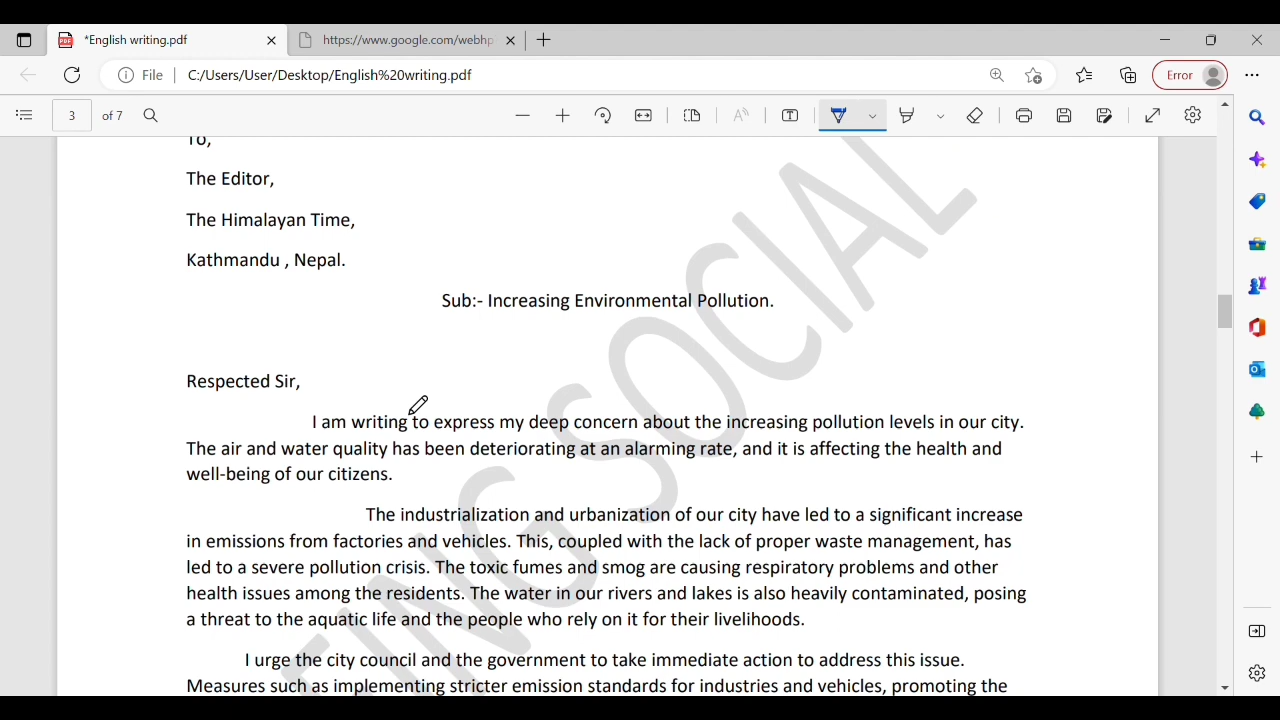 *English writing.pdf
https://www.google.com/webhp
File
C:/Users/User/Desktop/English%20writing.pdf
Error
3
of 7
To,
The Editor,
The Himalayan Time,
Kathmandu , Nepal.
Sub:- Increasing Environmental Pollution.
Respected Sir,
I am writing to express my deep concern about the increasing pollution levels in our city.
The air and water quality has been deteriorating at an alarming rate, and it is affecting the health and
well-being of our citizens.
The industrialization and urbanization of our city have led to a significant increase
in emissions from factories and vehicles. This, coupled with the lack of proper waste management, has
led to a severe pollution crisis. The toxic fumes and smog are causing respiratory problems and other
health issues among the residents. The water in our rivers and lakes is also heavily contaminated, posing
a threat to the aquatic life and the people who rely on it for their livelihoods.
I urge the city council and the government to take immediate action to address this issue.
Measures such as implementing stricter emission standards for industries and vehicles, promoting the
ING SOCIAL